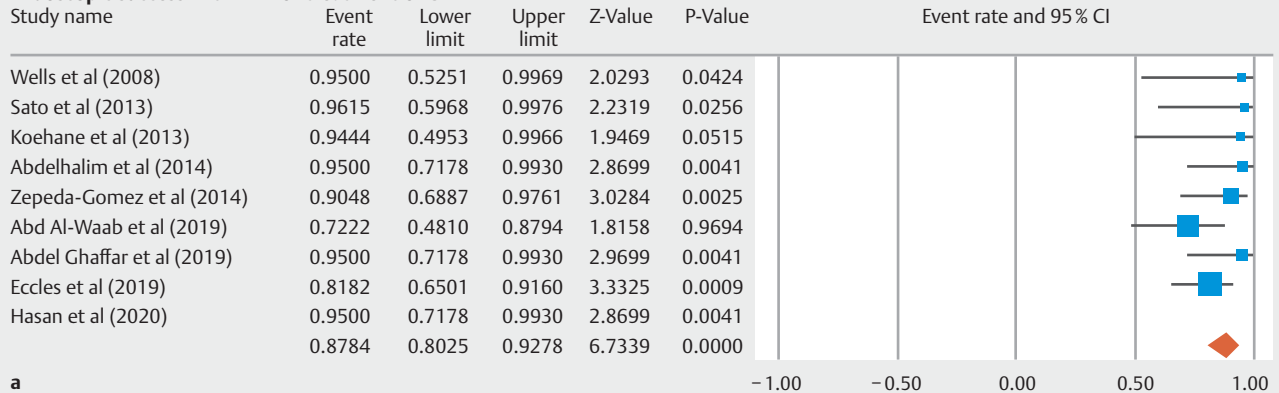 Study name Event rate Lower limit Upper limit Z-Value P-Value Event rate and 95 % CI
Wells et al (2008) 0.9500 0.5251 0.9969 2.0293 0.0424
Sato et al (2013) 0.9615 0.5968 0.9976 2.2319 0.0256
Koehane et al (2013) 0.9444 0.4953 0.9966 1.9469 0.0515
Abdelhalim et al (2014) 0.9500 0.7178 0.9930 2.8699 0.0041
Zepeda-Gomez et al (2014) 0.9048 0.6887 0.9761 3.0284 0.0025
Abd Al-Waab et al (2019) 0.7222 0.4810 0.8794 1.8158 0.9694
Abdel Ghaffar et al (2019) 0.9500 0.7178 0.9930 2.9699 0.0041
Eccles et al (2019) 0.8182 0.6501 0.9160 3.3325 0.0009
Hasan et al (2020) 0.9500 0.7178 0.9930 2.8699 0.0041
0.8784 0.8025 0.9278 6.7339 0.0000
a −1.00 −0.50 0.00 0.50 1.00